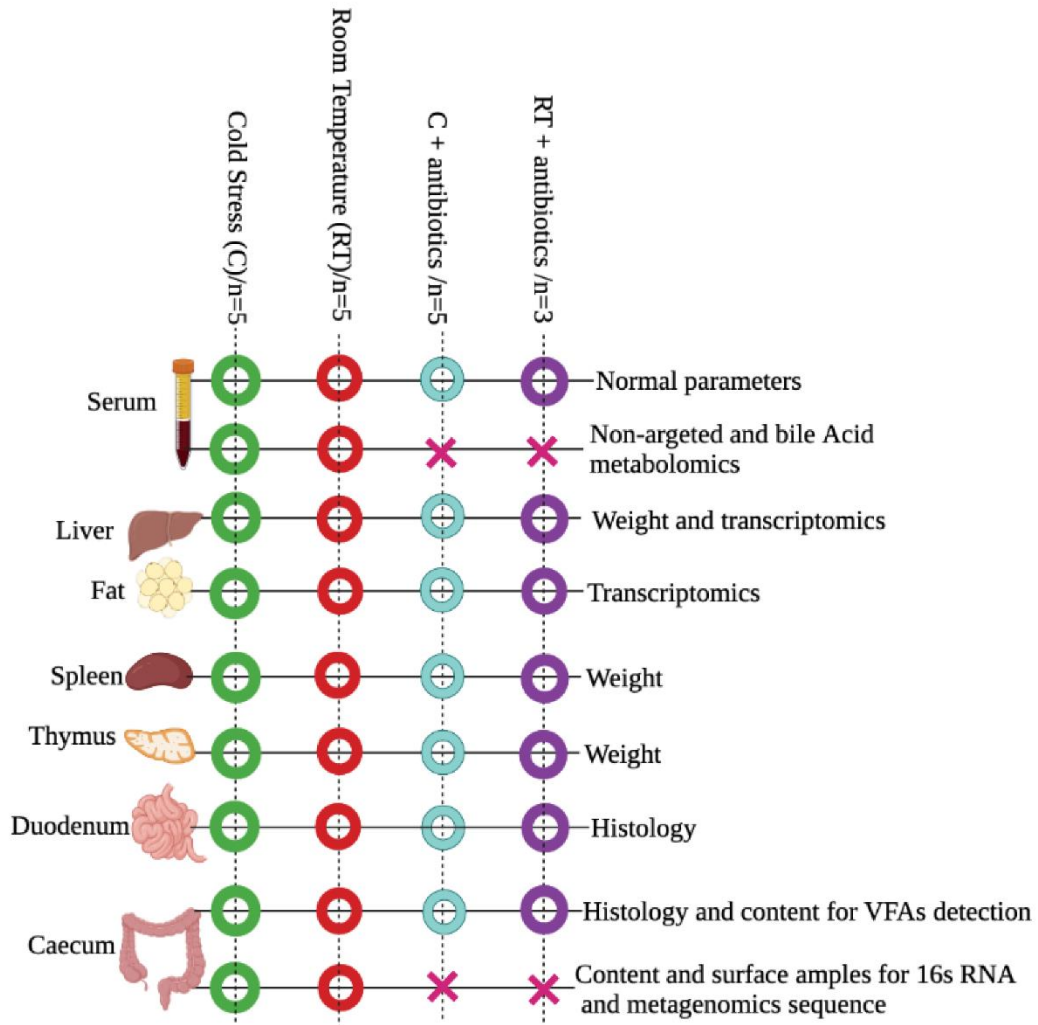 Cold Stress (C)/n=5
Room Temperature (RT)/n=5
C + antibiotics /n=5
RT + antibiotics /n=3
Serum
Normal parameters
Non-argeted and bile Acid
metabolomics
Liver
Weight and transcriptomics
Fat
Transcriptomics
Spleen
Weight
Thymus
Weight
Duodenum
Histology
Caecum
Histology and content for VFAs detection
Content and surface amples for 16s RNA
and metagenomics sequence